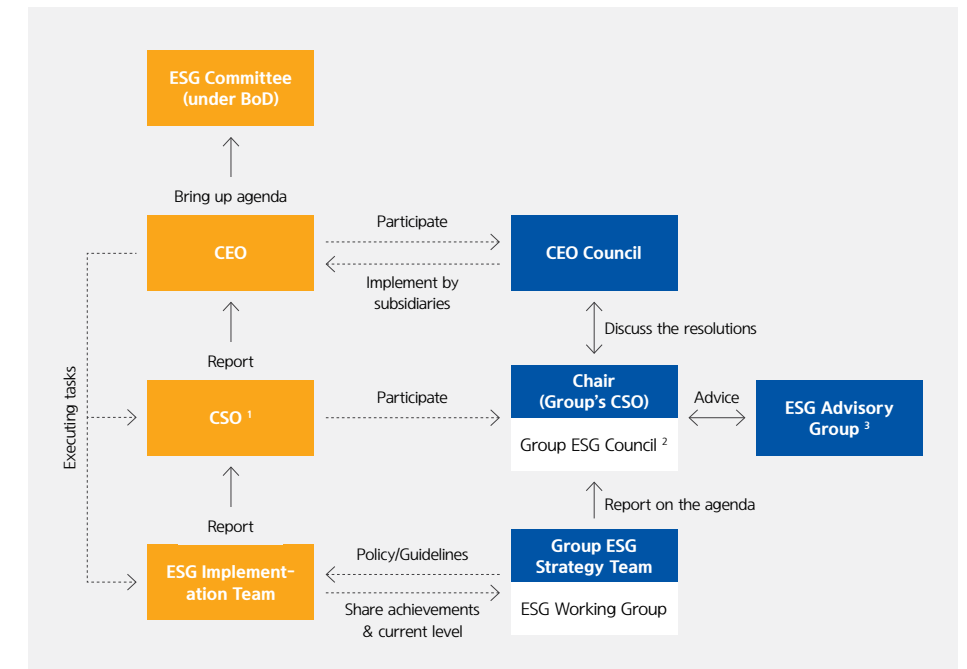 ESG Committee
(under BoD)
Bring up agenda
CEO
Participate
Implement by
subsidiaries
CEO Council
Discuss the resolutions
Report
Executing tasks
CSO 1
Participate
Chair
(Group's CSO)
Group ESG Council 2
Advice
ESG Advisory
Group 3
Report on the agenda
Report
ESG Implement-
ation Team
Policy/Guidelines
Share achievements
& current level
Group ESG
Strategy Team
ESG Working Group